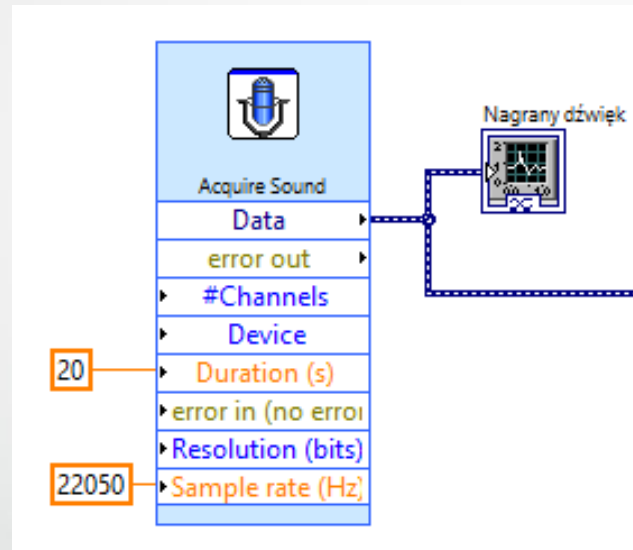 Acquire Sound
Data
error out
#Channels
Device
20
Duration (s)
error in (no error
Resolution (bits)
22050
Sample rate (Hz)
Nagrany dźwięk